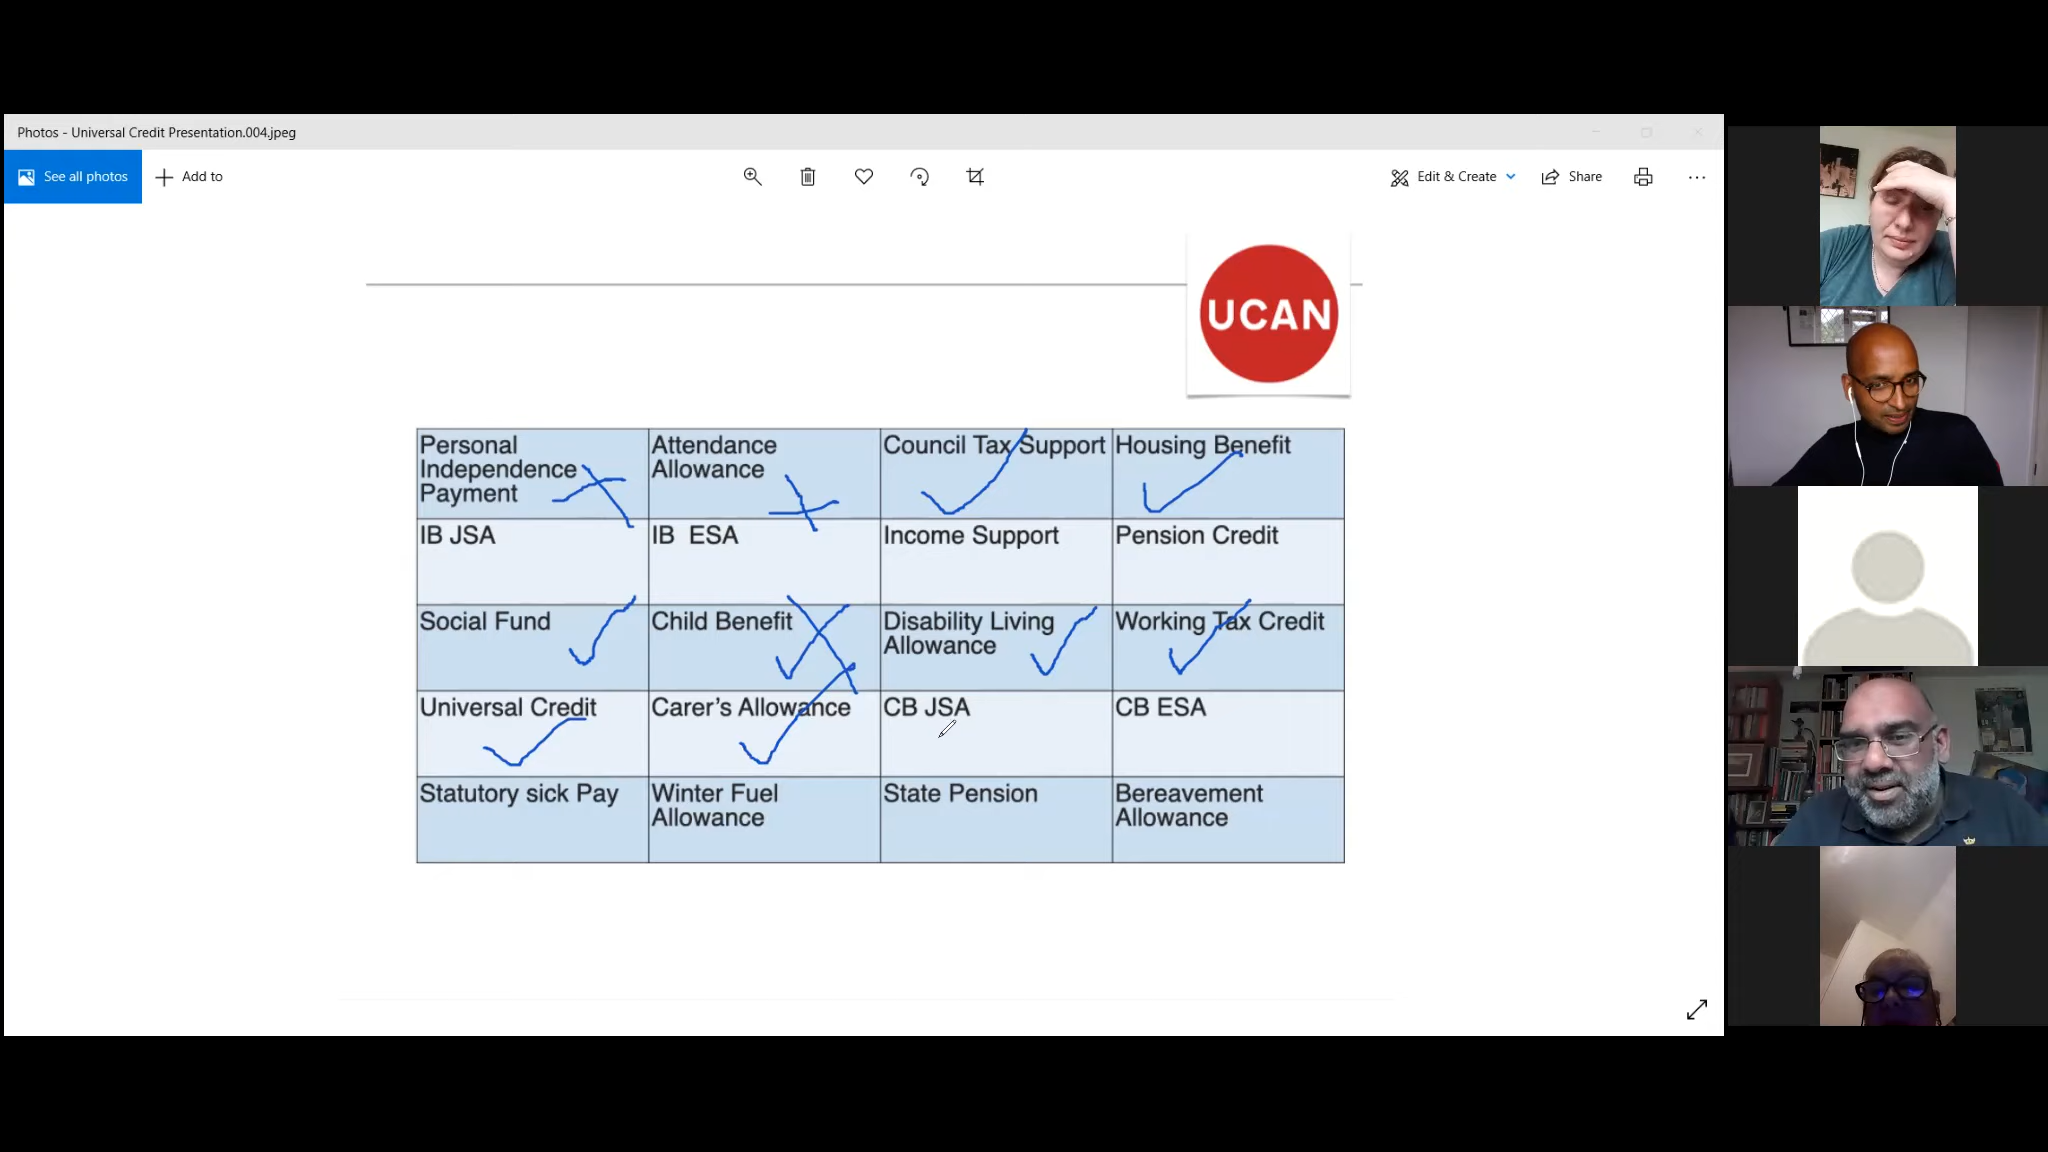 Photos - Universal Credit Presentation.004.jpeg
See all photos
Add to
Edit & Create
Share
UCAN
Personal
Independence
Payment
Attendance
Allowance
Council Tax Support
Housing Benefit
IB JSA
IB ESA
Income Support
Pension Credit
Social Fund
Child Benefit
Disability Living
Allowance
Working Tax Credit
Universal Credit
Carer's Allowance
CB JSA
CB ESA
Statutory sick Pay
Winter Fuel
Allowance
State Pension
Bereavement
Allowance